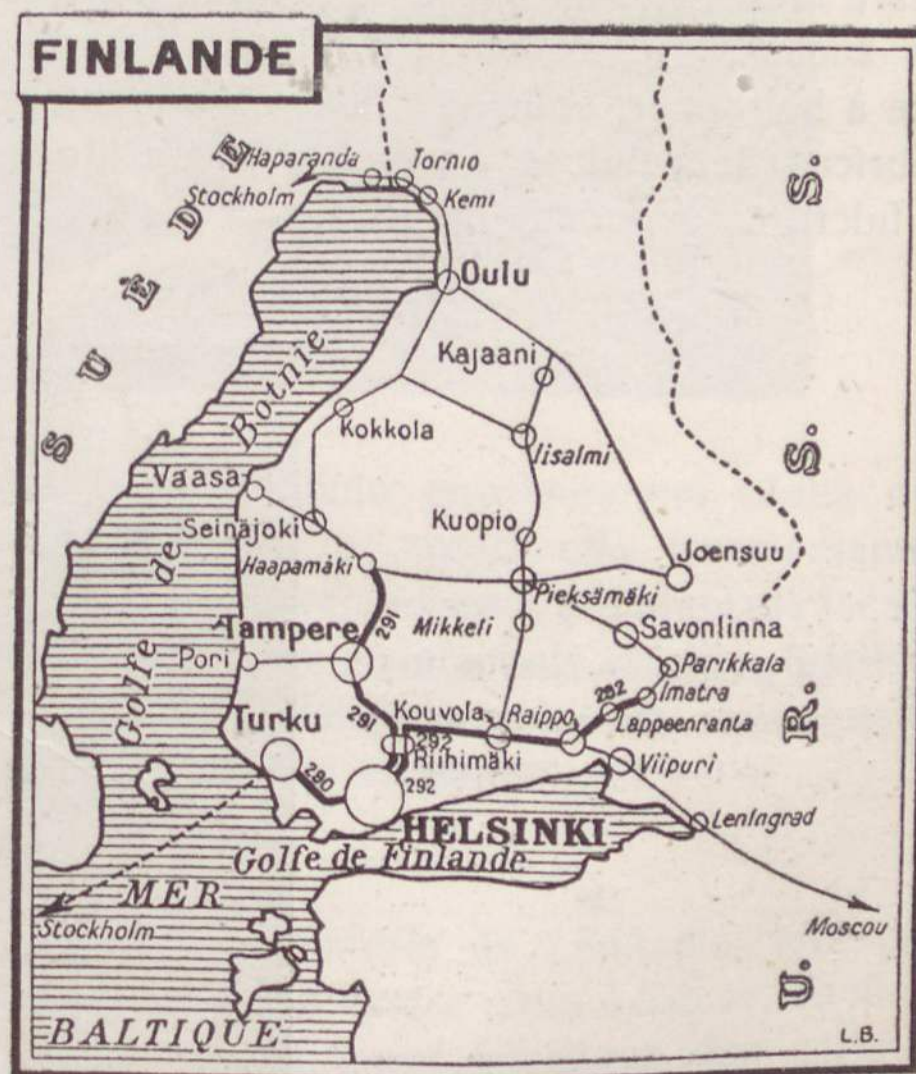 FINLANDE
SUÈDE
Haparanda
Tornio
Stockholm
Kemi
Oulu
Kajaani
Kokkola
Iisalmi
Vaasa
Seinäjoki
Kuopio
Joensuu
Haapamäki
Pieksämäki
291
Mikkeli
Savonlinna
Tampere
Pori
Parikkala
Imatra
282
Lappeenranta
291
Kouvola
Raippo
Turku
292
Riihimäki
Viipuri
290
292
HELSINKI
Leningrad
Golfe de Botnie
Golfe de Finlande
MER
BALTIQUE
Stockholm
Moscou
U. R. S. S.
L.B.